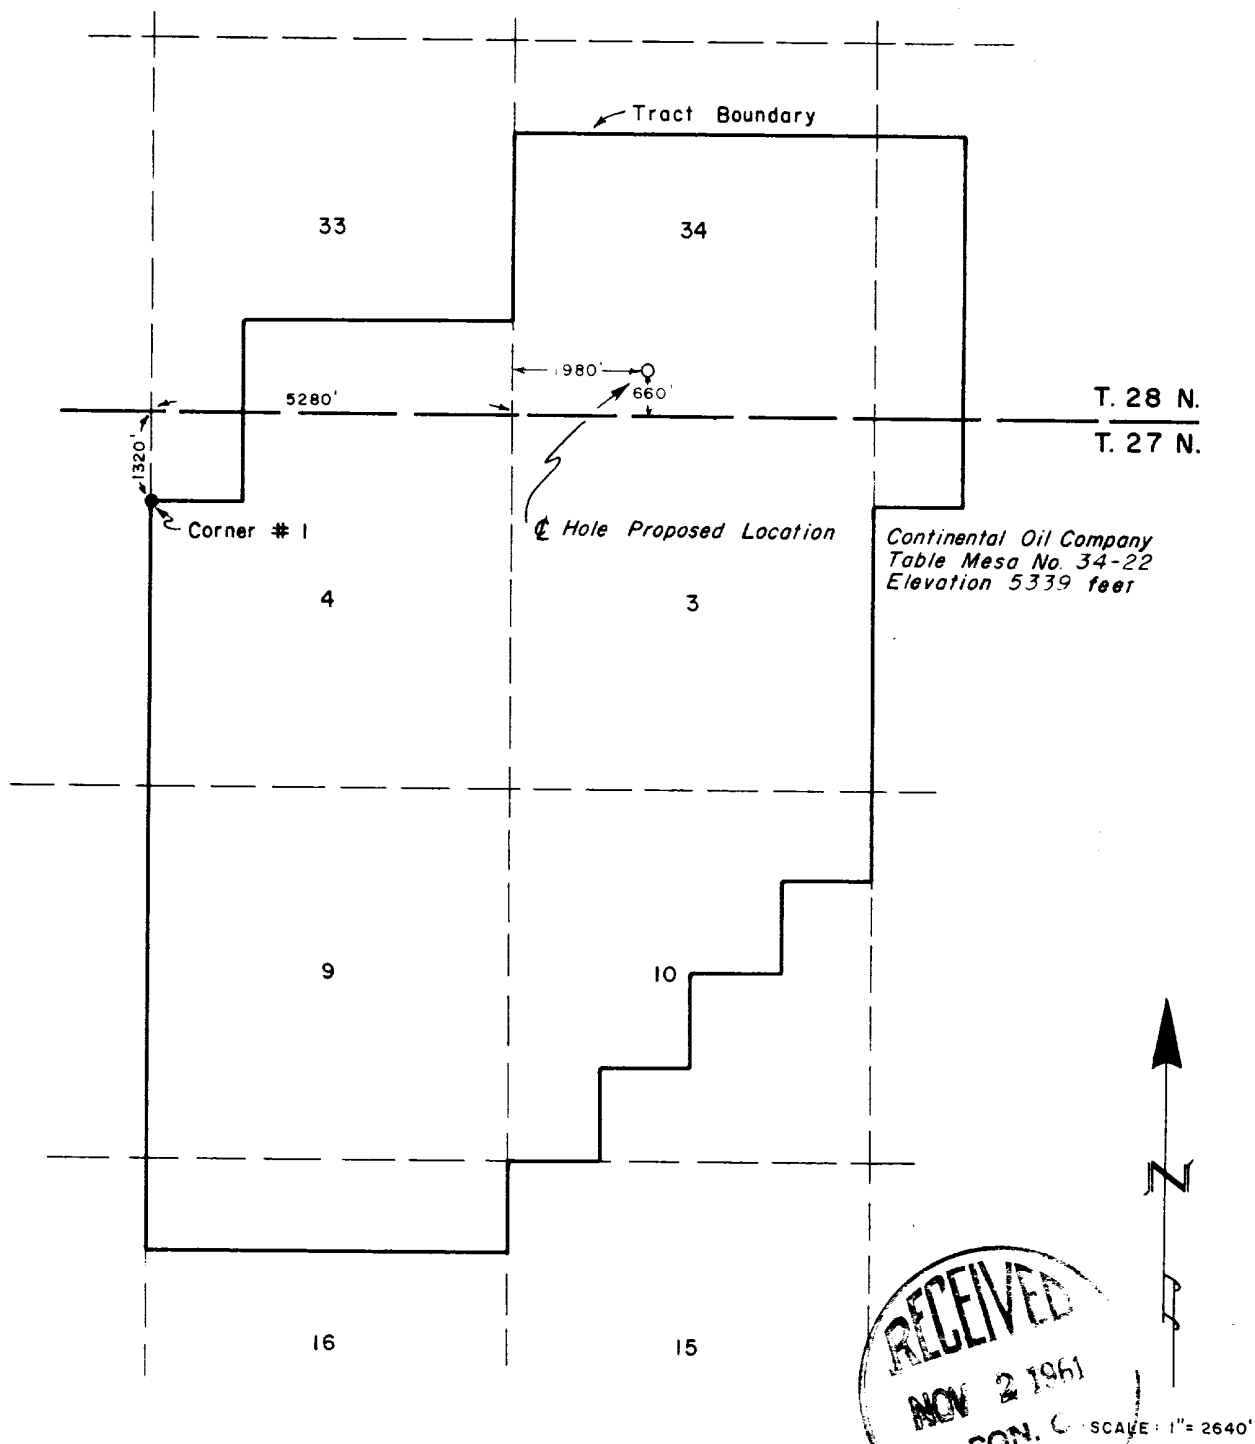 Tract Boundary
33
34
1980'
660'
5280'
T. 28 N.
T. 27 N.
1320'
Corner # 1
℄ Hole Proposed Location
Continental Oil Company
Table Mesa No. 34-22
Elevation 5339 feet
4
3
9
10
N
16
15
RECEIVED
NOV 2 1961
CON. C
SCALE: 1"= 2640'